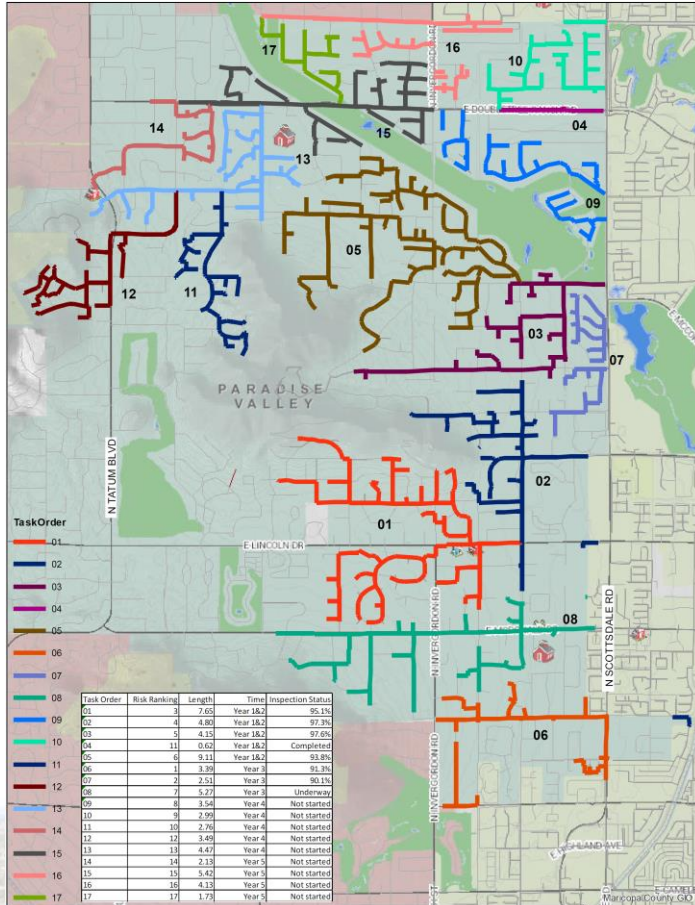 17
16
10
N INVERGORDON RD
04
14
15
13
09
05
12
11
03
07
PARADISE
VALLEY
N TATUM BLVD
02
01
TaskOrder
E LINCOLN DR
01
02
03
04
05
06
07
08
09
10
11
12
13
14
15
16
17
N INVERGORDON RD
08
N SCOTTSDALE RD
06
N INVERGORDON RD
Task Order Risk Ranking Length Time Inspection Status
01 3 7.65 Year 1&2 95.1%
02 4 4.80 Year 1&2 97.3%
03 5 4.15 Year 1&2 97.6%
04 11 0.62 Year 1&2 Completed
05 6 9.11 Year 1&2 93.8%
06 1 3.39 Year 3 91.3%
07 2 2.51 Year 3 90.1%
08 7 5.27 Year 3 Underway
09 8 3.54 Year 4 Not started
10 9 2.99 Year 4 Not started
11 10 2.76 Year 4 Not started
12 12 3.49 Year 4 Not started
13 13 4.47 Year 4 Not started
14 14 2.13 Year 5 Not started
15 15 5.42 Year 5 Not started
16 16 4.13 Year 5 Not started
17 17 1.73 Year 5 Not started
E HIGHLAND AVE
Maricopa County GIO